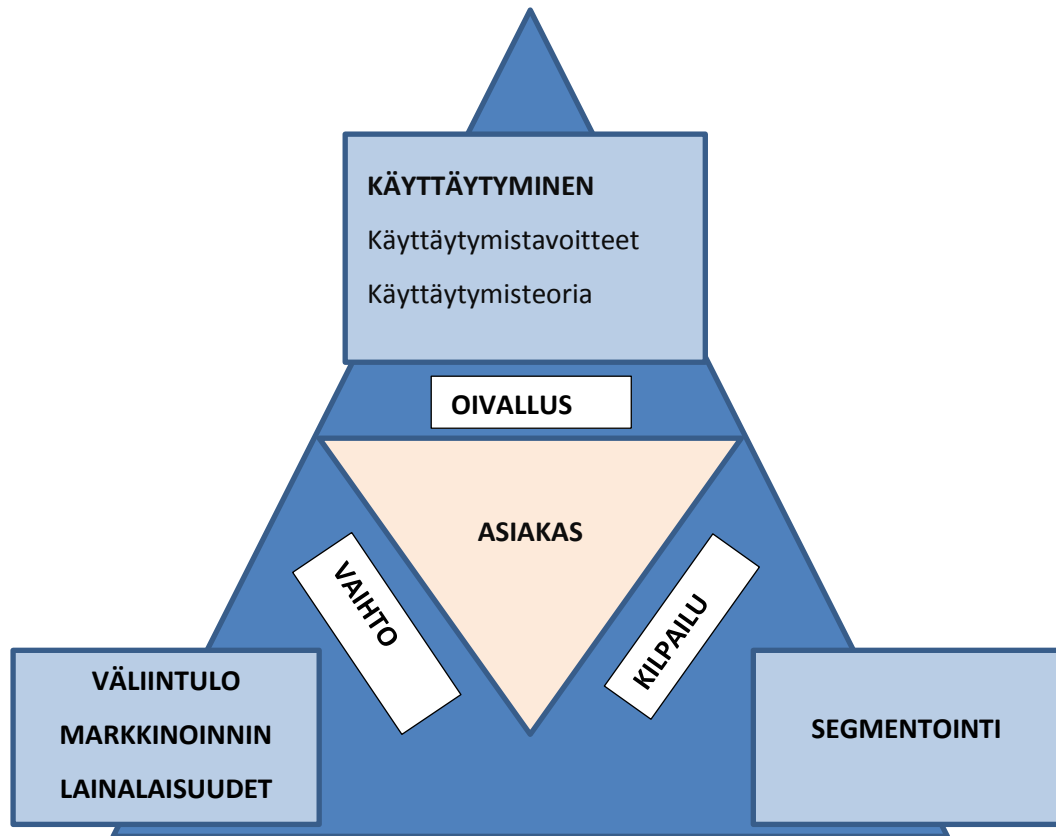 KÄYTTÄYTYMINEN
Käyttäytymistavoitteet
Käyttäytymisteoria
OIVALLUS
ASIAKAS
VAIHTO
KILPAILU
VÄLIINTULO
MARKKINOINNIN
LAINALAISUUDET
SEGMENTOINTI